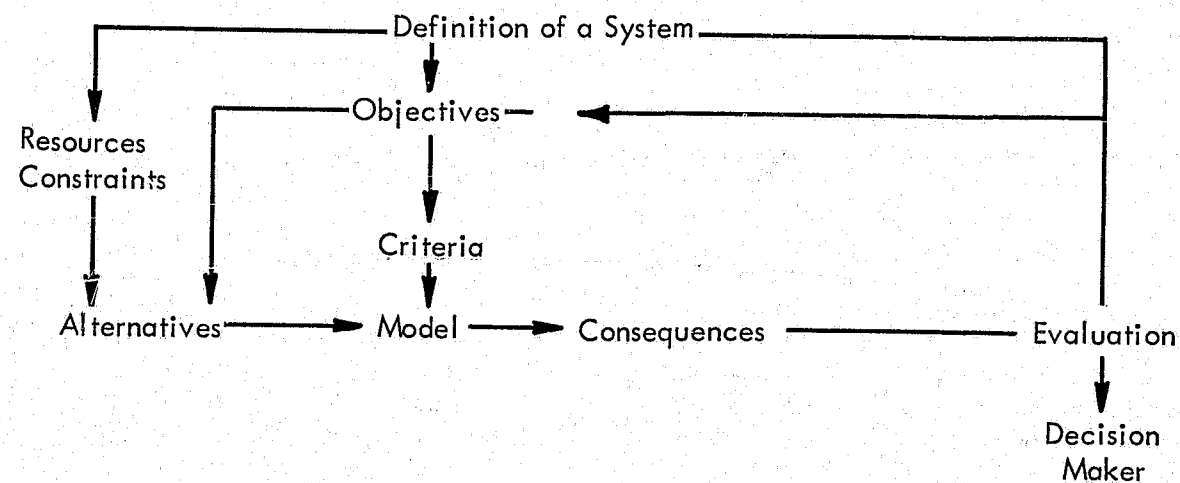 Definition of a System
Objectives
Resources
Constraints
Criteria
Alternatives
Model
Consequences
Evaluation
Decision
Maker